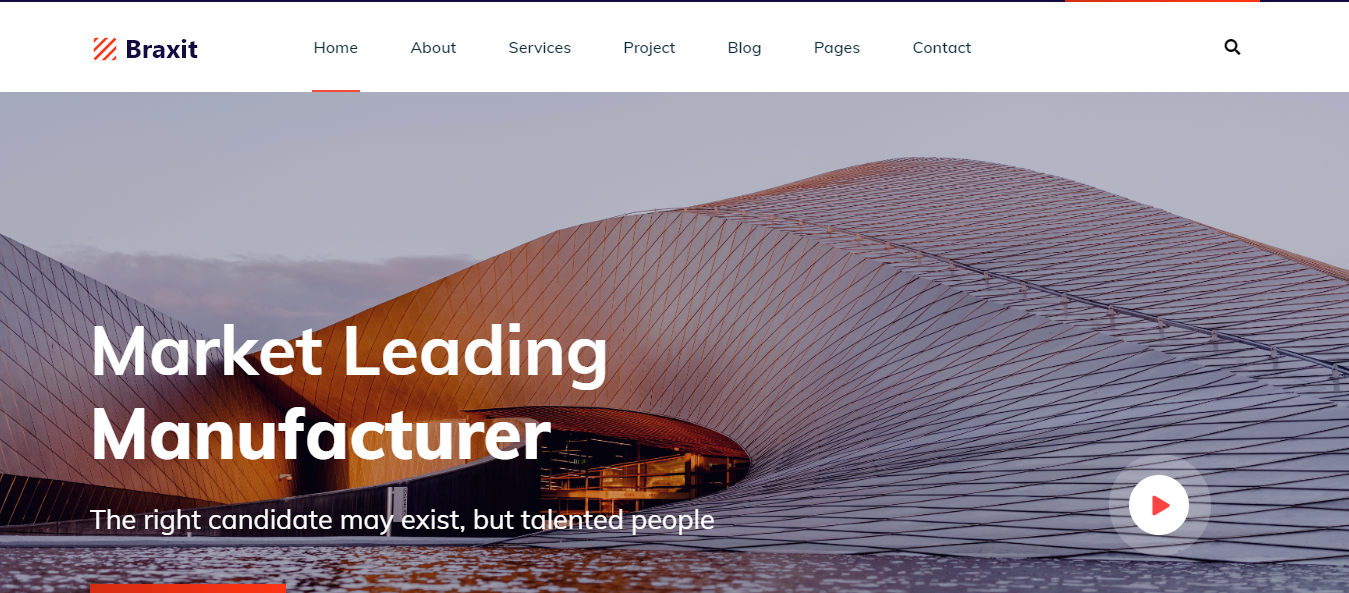 Braxit
Home
About
Services
Project
Blog
Pages
Contact
Market Leading
Manufacturer
The right candidate may exist, but talented people